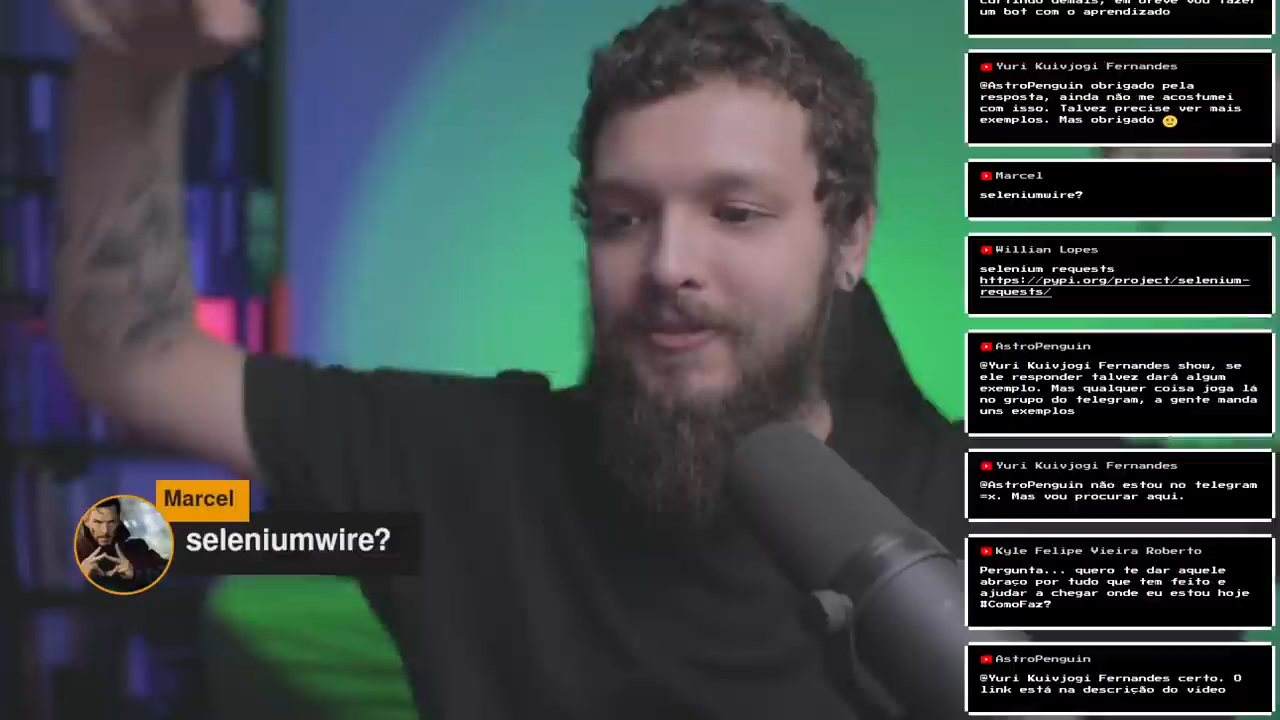 Marcel
seleniumwire?
curtindo demais, em breve vou fazer
um bot com o aprendizado
Yuri Kuivjogi Fernandes
@AstroPenguin obrigado pela
resposta, ainda não me acostumei
com isso. Talvez precise ver mais
exemplos. Mas obrigado 🙂
Marcel
seleniumwire?
Willian Lopes
selenium requests
https://pypi.org/project/selenium-
requests/
AstroPenguin
@Yuri Kuivjogi Fernandes show, se
ele responder talvez dará algum
exemplo. Mas qualquer coisa joga lá
no grupo do telegram, a gente manda
uns exemplos
Yuri Kuivjogi Fernandes
@AstroPenguin não estou no telegram
=x. Mas vou procurar aqui.
Kyle Felipe Vieira Roberto
Pergunta... quero te dar aquele
abraço por tudo que tem feito e
ajudar a chegar onde eu estou hoje
#ComoFaz?
AstroPenguin
@Yuri Kuivjogi Fernandes certo. O
link está na descrição do vídeo